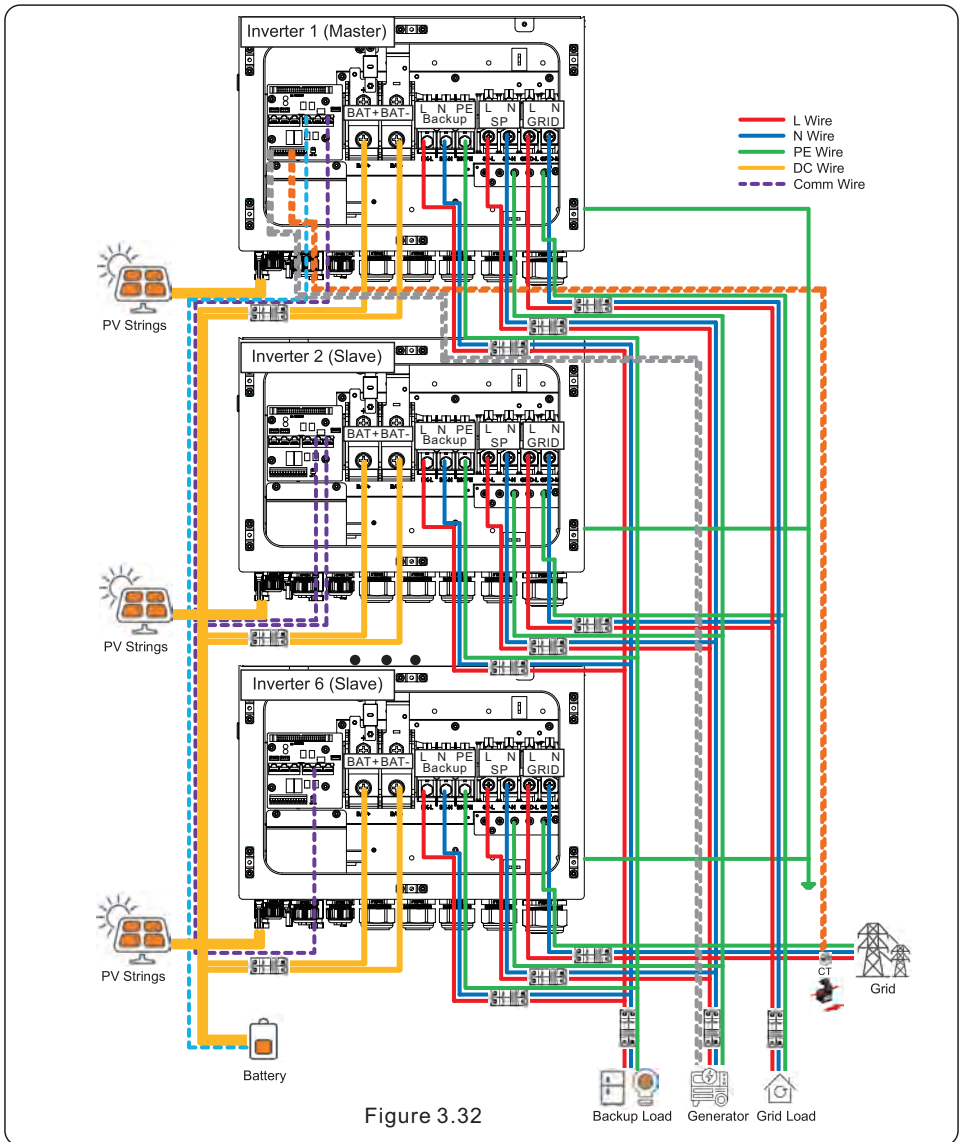 Inverter 1 (Master)
BAT+ BAT-
L N PE
Backup
L N
SP
L N
GRID
L Wire
N Wire
PE Wire
DC Wire
Comm Wire
PV Strings
Inverter 2 (Slave)
BAT+ BAT-
L N PE
Backup
L N
SP
L N
GRID
PV Strings
Inverter 6 (Slave)
BAT+ BAT-
L N PE
Backup
L N
SP
L N
GRID
PV Strings
CT
Grid
Battery
Backup Load
Generator
Grid Load
Figure 3.32